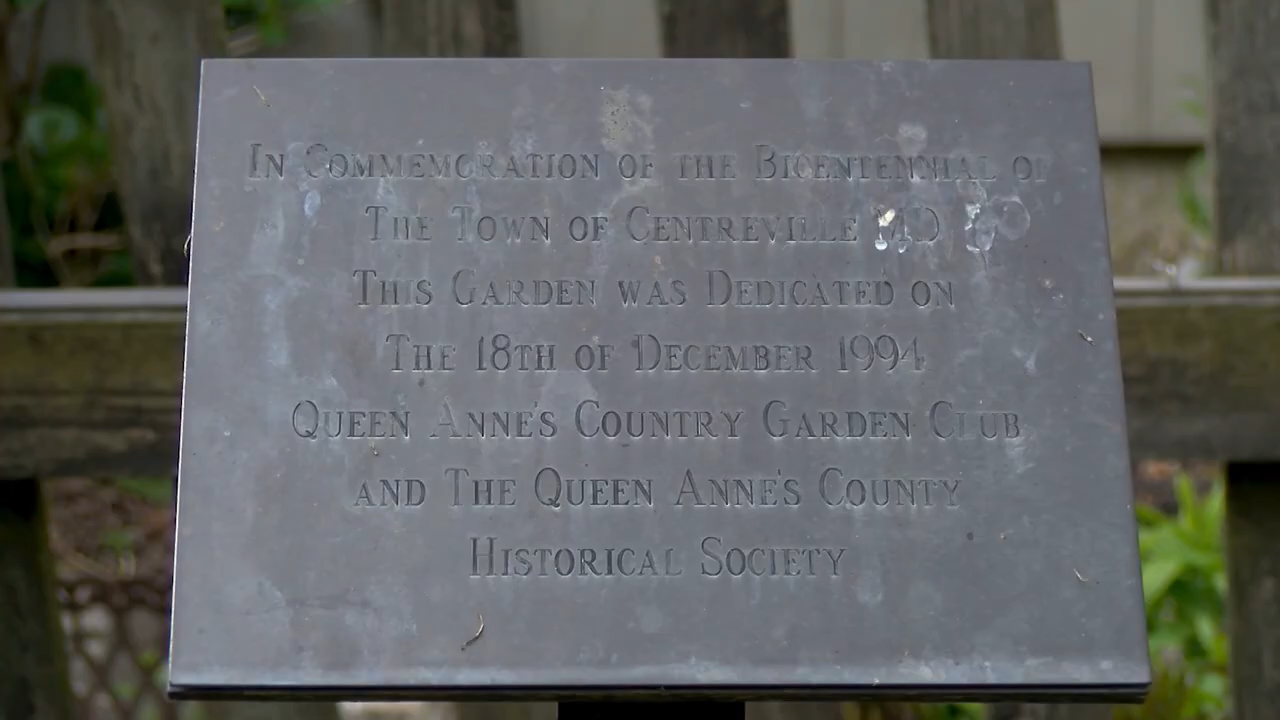 In Commemoration of the Bicentennial of
The Town of Centreville MD
This Garden was Dedicated on
The 18th of December 1994
Queen Anne's Country Garden Club
and The Queen Anne's County
Historical Society